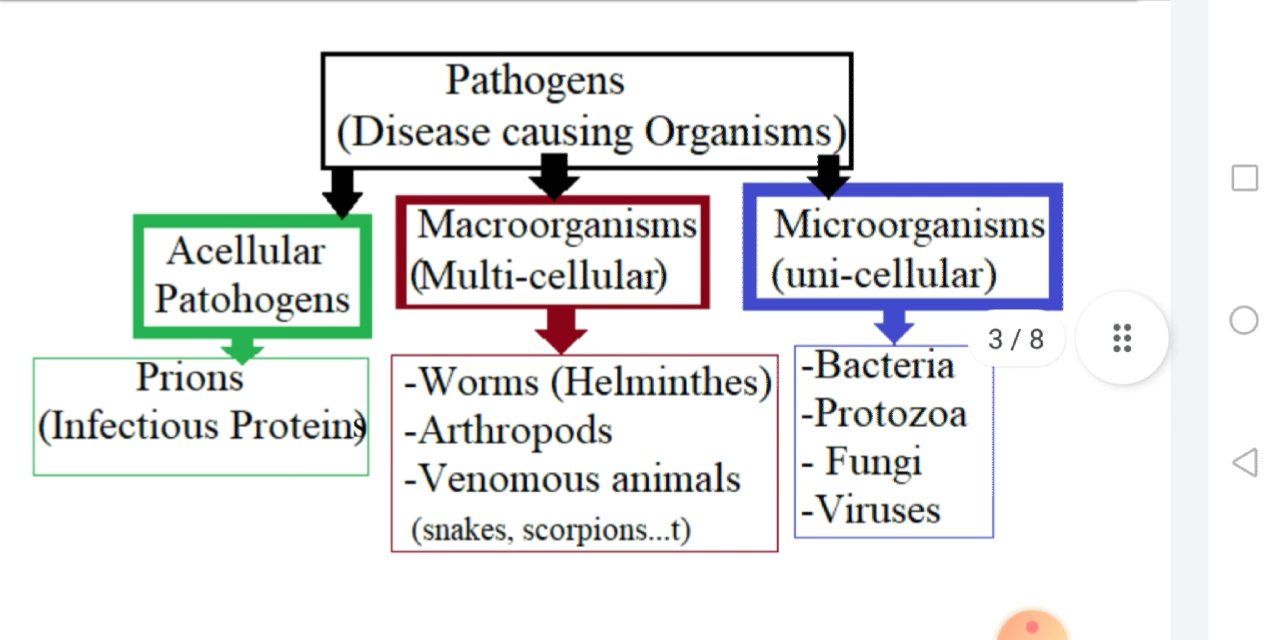 Pathogens
(Disease causing Organisms)
Acellular
Patohogens
Prions
(Infectious Proteins)
Macroorganisms
(Multi-cellular)
-Worms (Helminthes)
-Arthropods
-Venomous animals
(snakes, scorpions...t)
Microorganisms
(uni-cellular)
-Bacteria
-Protozoa
- Fungi
-Viruses
3 / 8